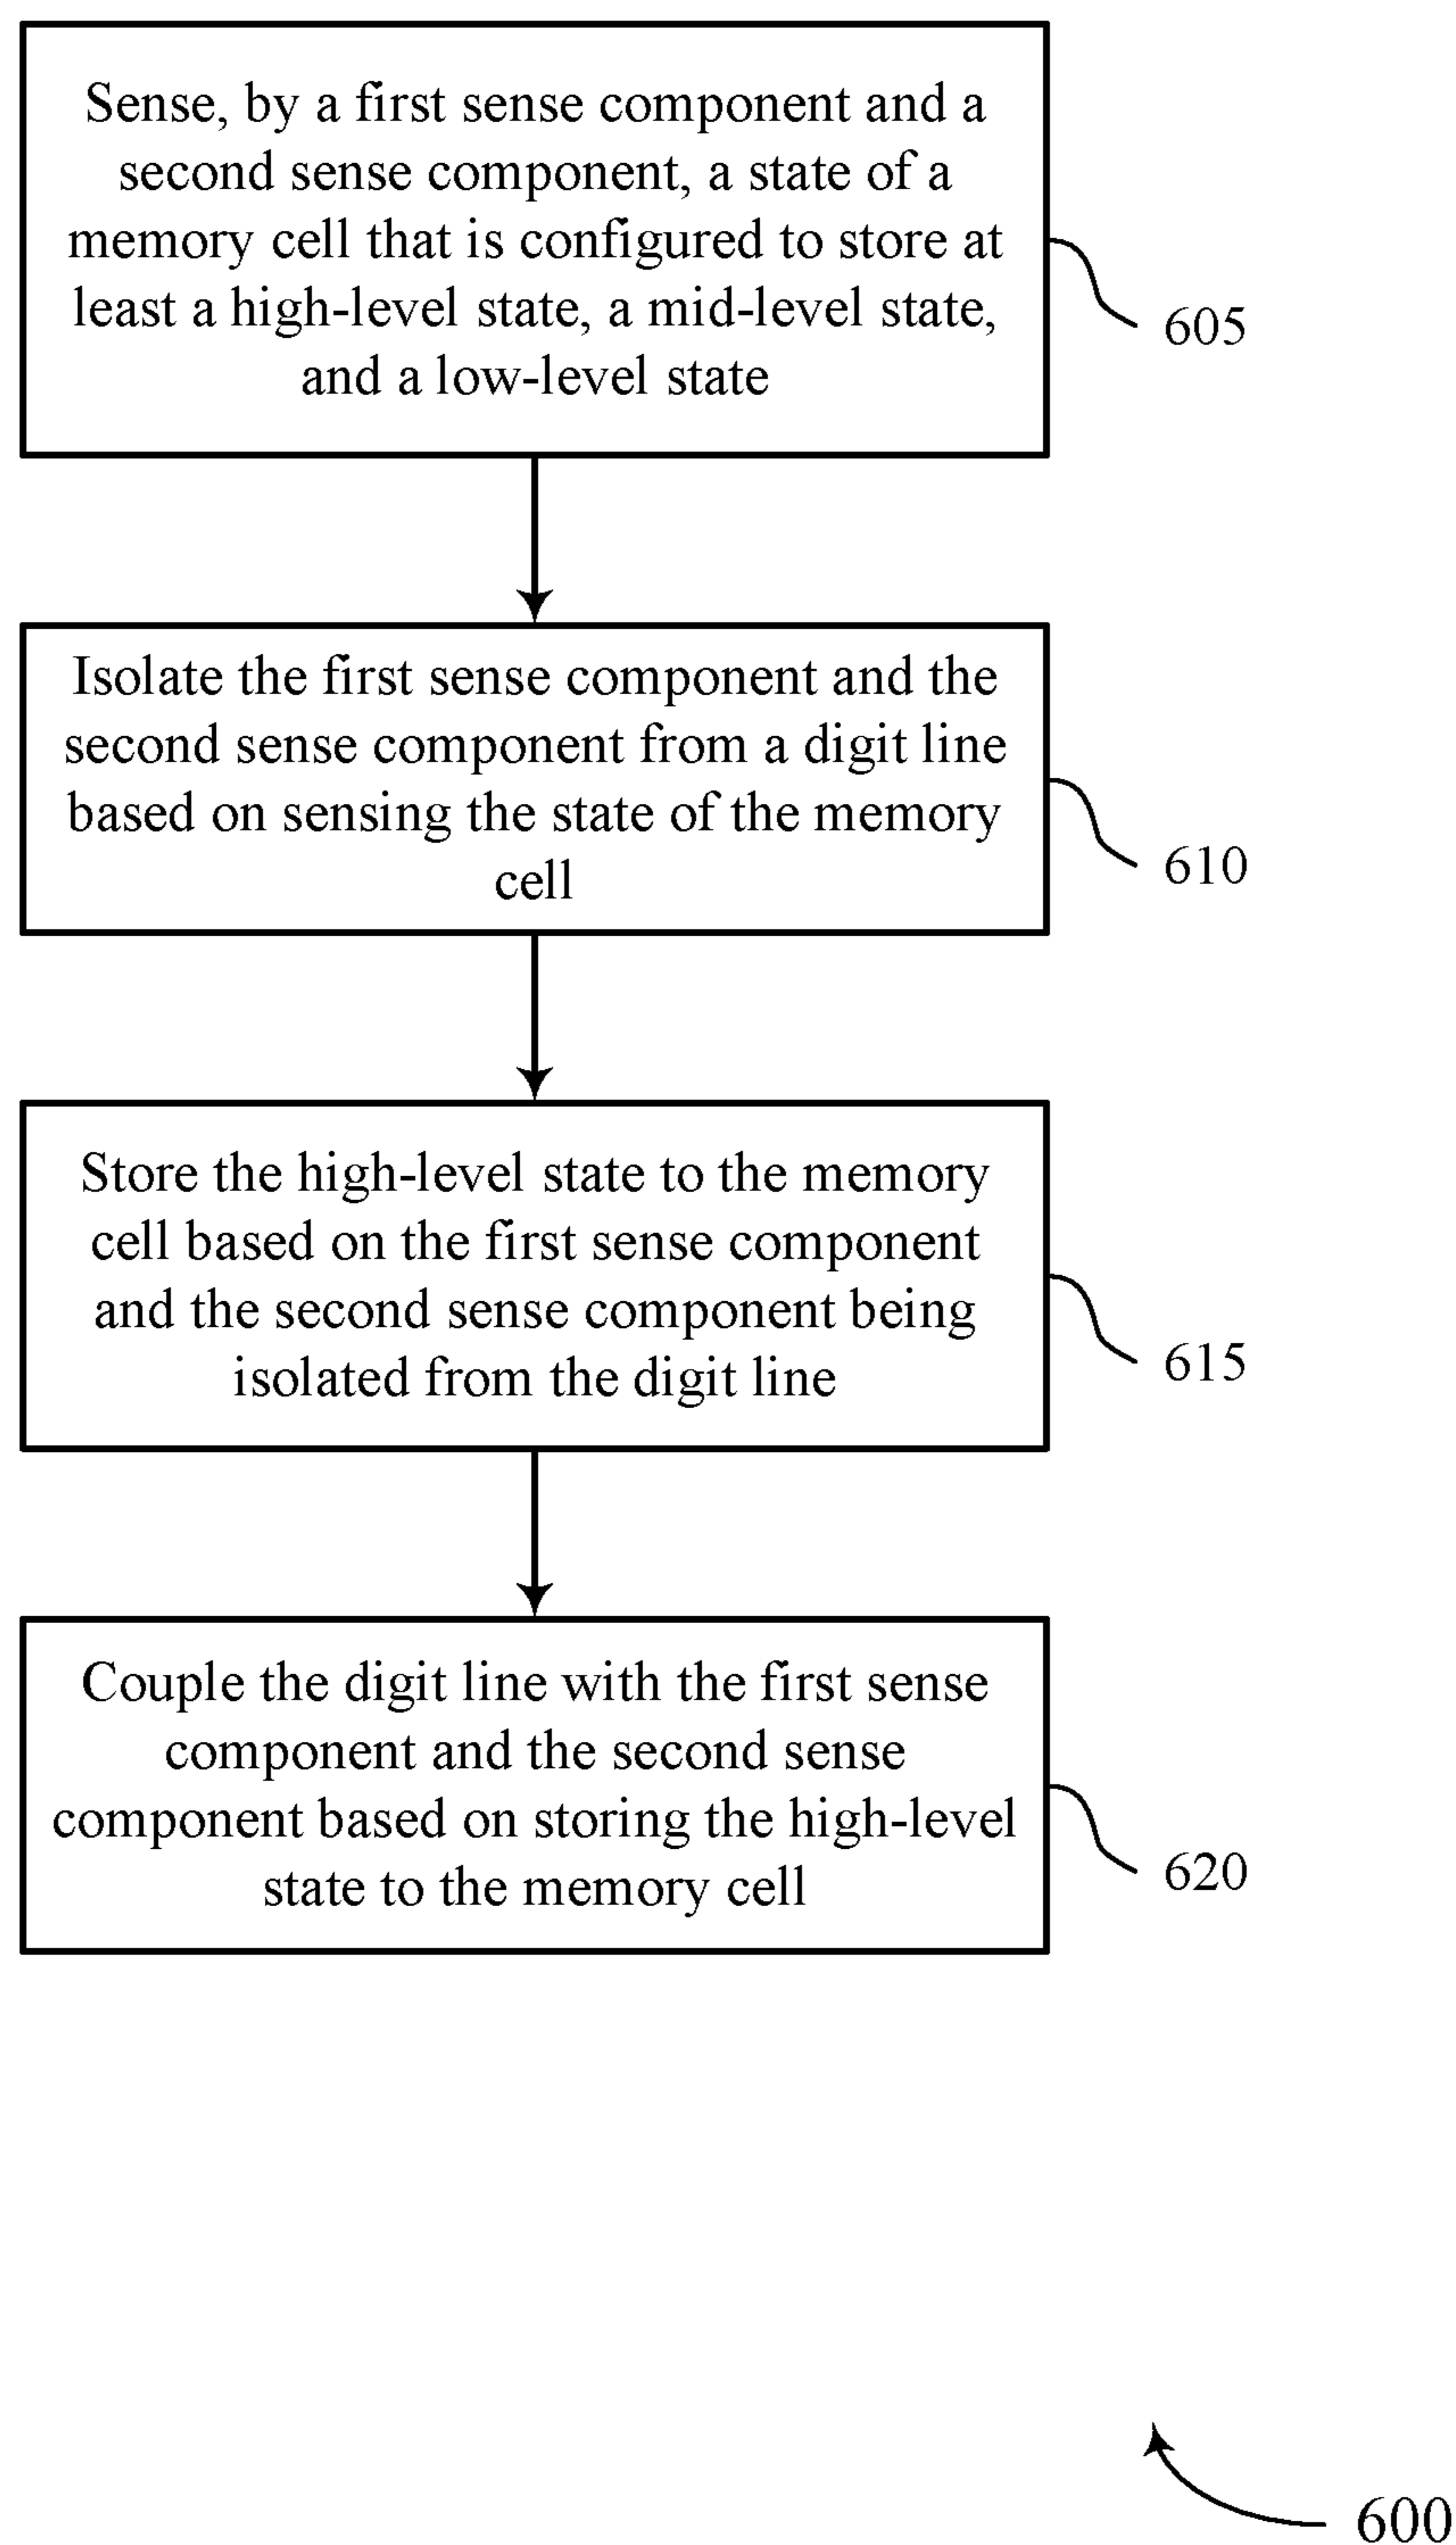 Sense, by a first sense component and a
second sense component, a state of a
memory cell that is configured to store at
least a high-level state, a mid-level state,
and a low-level state
605
Isolate the first sense component and the
second sense component from a digit line
based on sensing the state of the memory
cell
610
Store the high-level state to the memory
cell based on the first sense component
and the second sense component being
isolated from the digit line
615
Couple the digit line with the first sense
component and the second sense
component based on storing the high-level
state to the memory cell
620
600